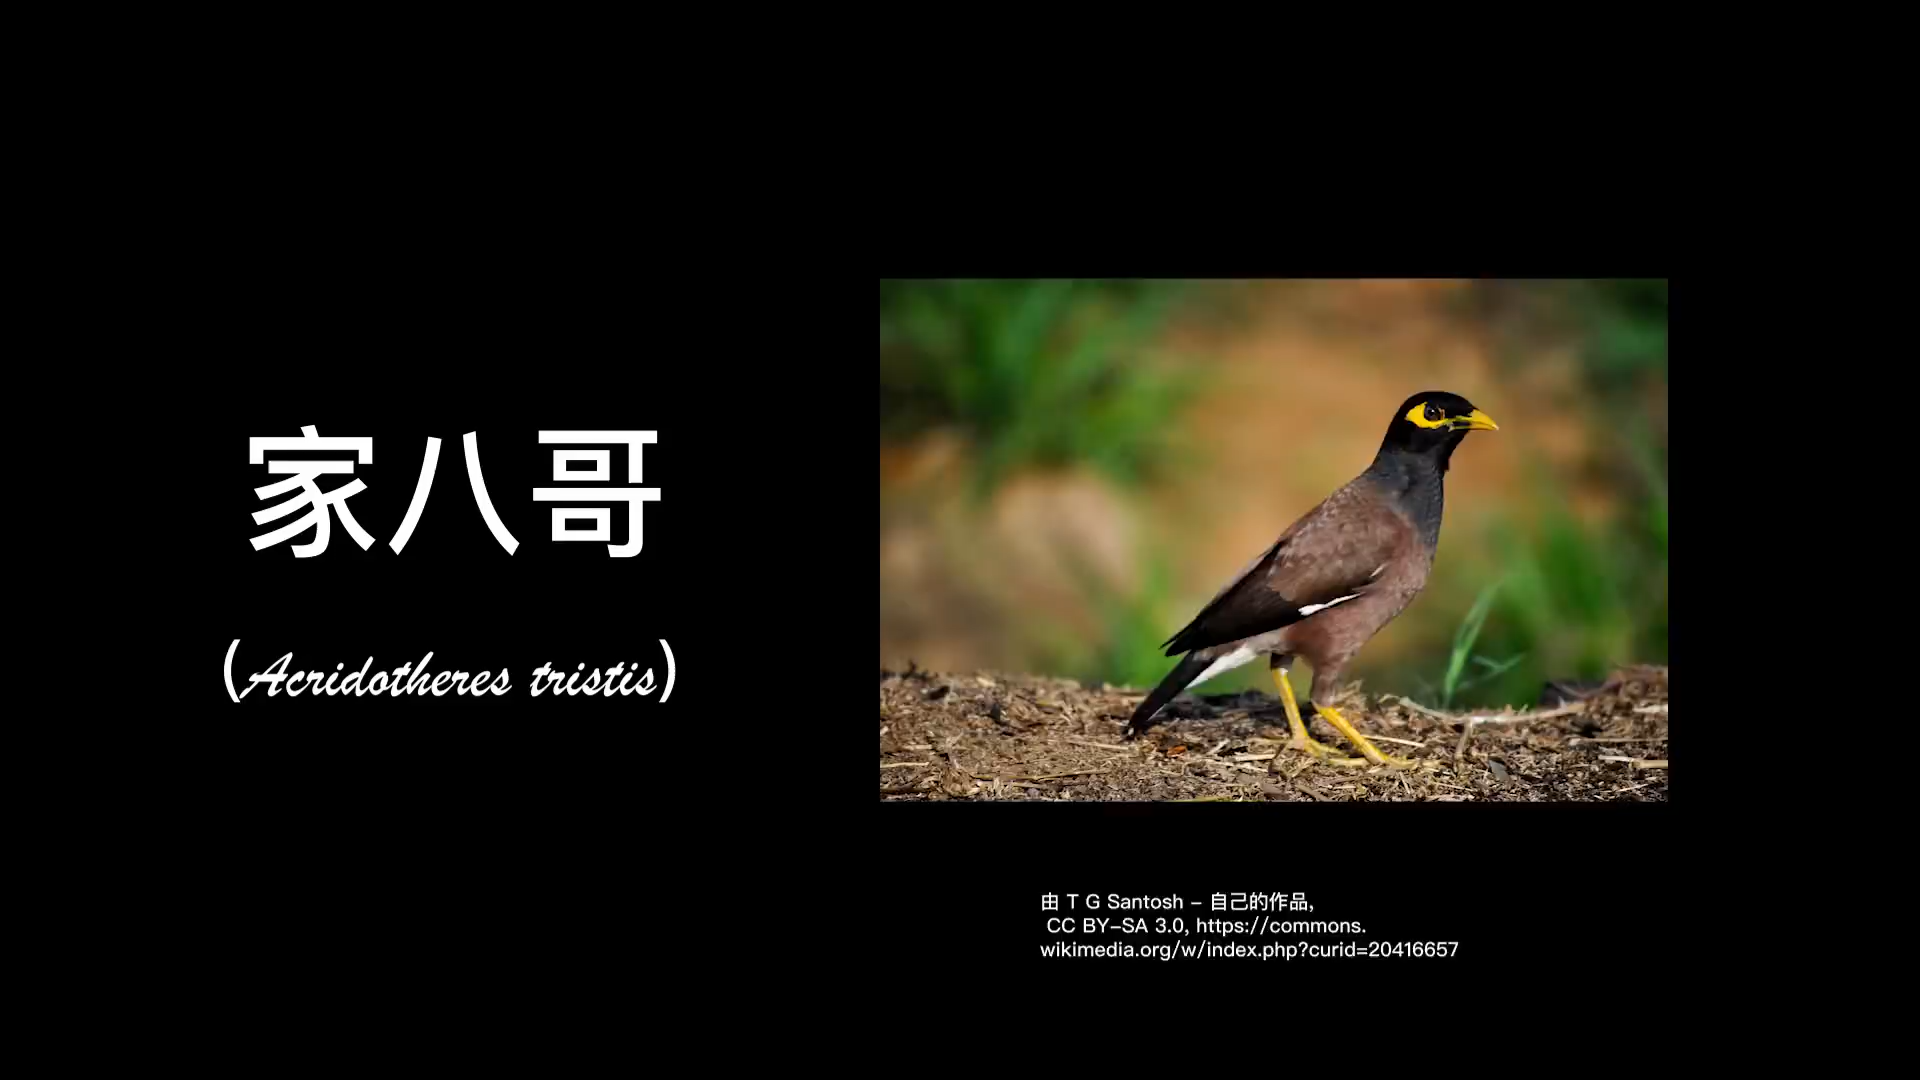 家八哥
(Acridotheres tristis)
由 T G Santosh - 自己的作品,
CC BY-SA 3.0, https://commons.
wikimedia.org/w/index.php?curid=20416657